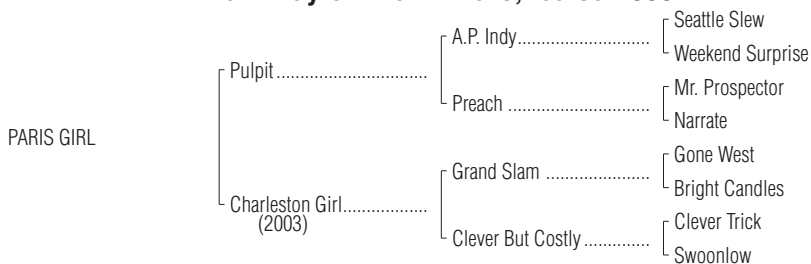 Seattle Slew
A.P. Indy
Weekend Surprise
Pulpit
Mr. Prospector
Preach
Narrate
PARIS GIRL
Gone West
Grand Slam
Bright Candles
Charleston Girl
(2003)
Clever Trick
Clever But Costly
Swoonlow